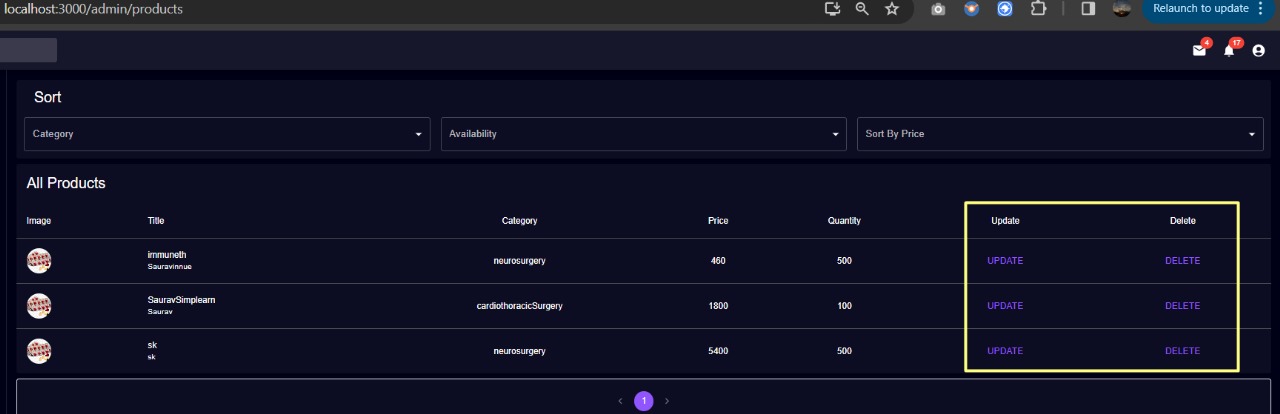 localhost:3000/admin/products
Relaunch to update
4
17
Sort
Category Availability Sort By Price
All Products
Image Title Category Price Quantity Update Delete
immuneth
Sauravinnue
neurosurgery 460 500 UPDATE DELETE
SauravSimplearn
Saurav
cardiothoracicSurgery 1800 100 UPDATE DELETE
sk
sk
neurosurgery 5400 500 UPDATE DELETE
1